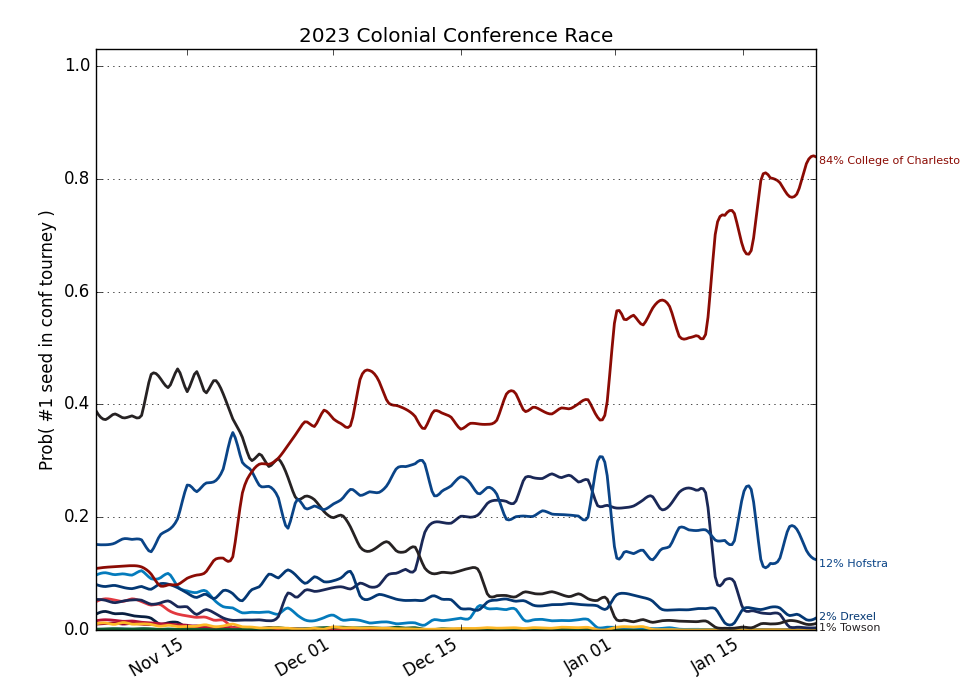 2023 Colonial Conference Race
Prob( #1 seed in conf tourney )
1.0
0.8
0.6
0.4
0.2
0.0
84% College of Charlesto
12% Hofstra
2% Drexel
1% Towson
Nov 15
Dec 01
Dec 15
Jan 01
Jan 15